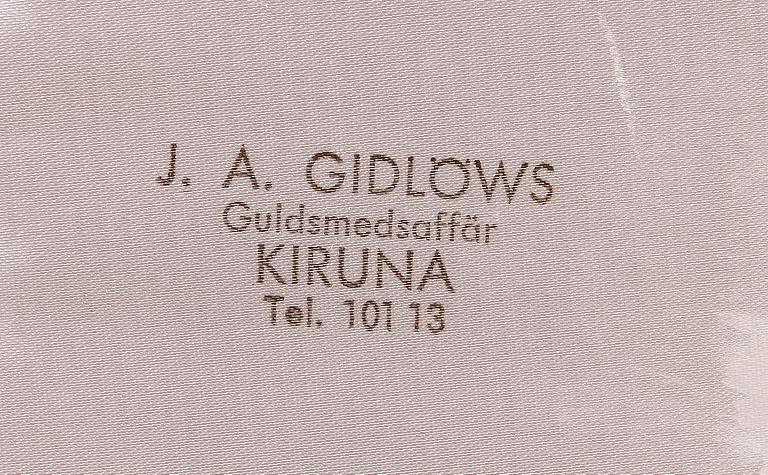 J. A. GIDLÖWS
Guldsmedsaffär
KIRUNA
Tel. 101 13